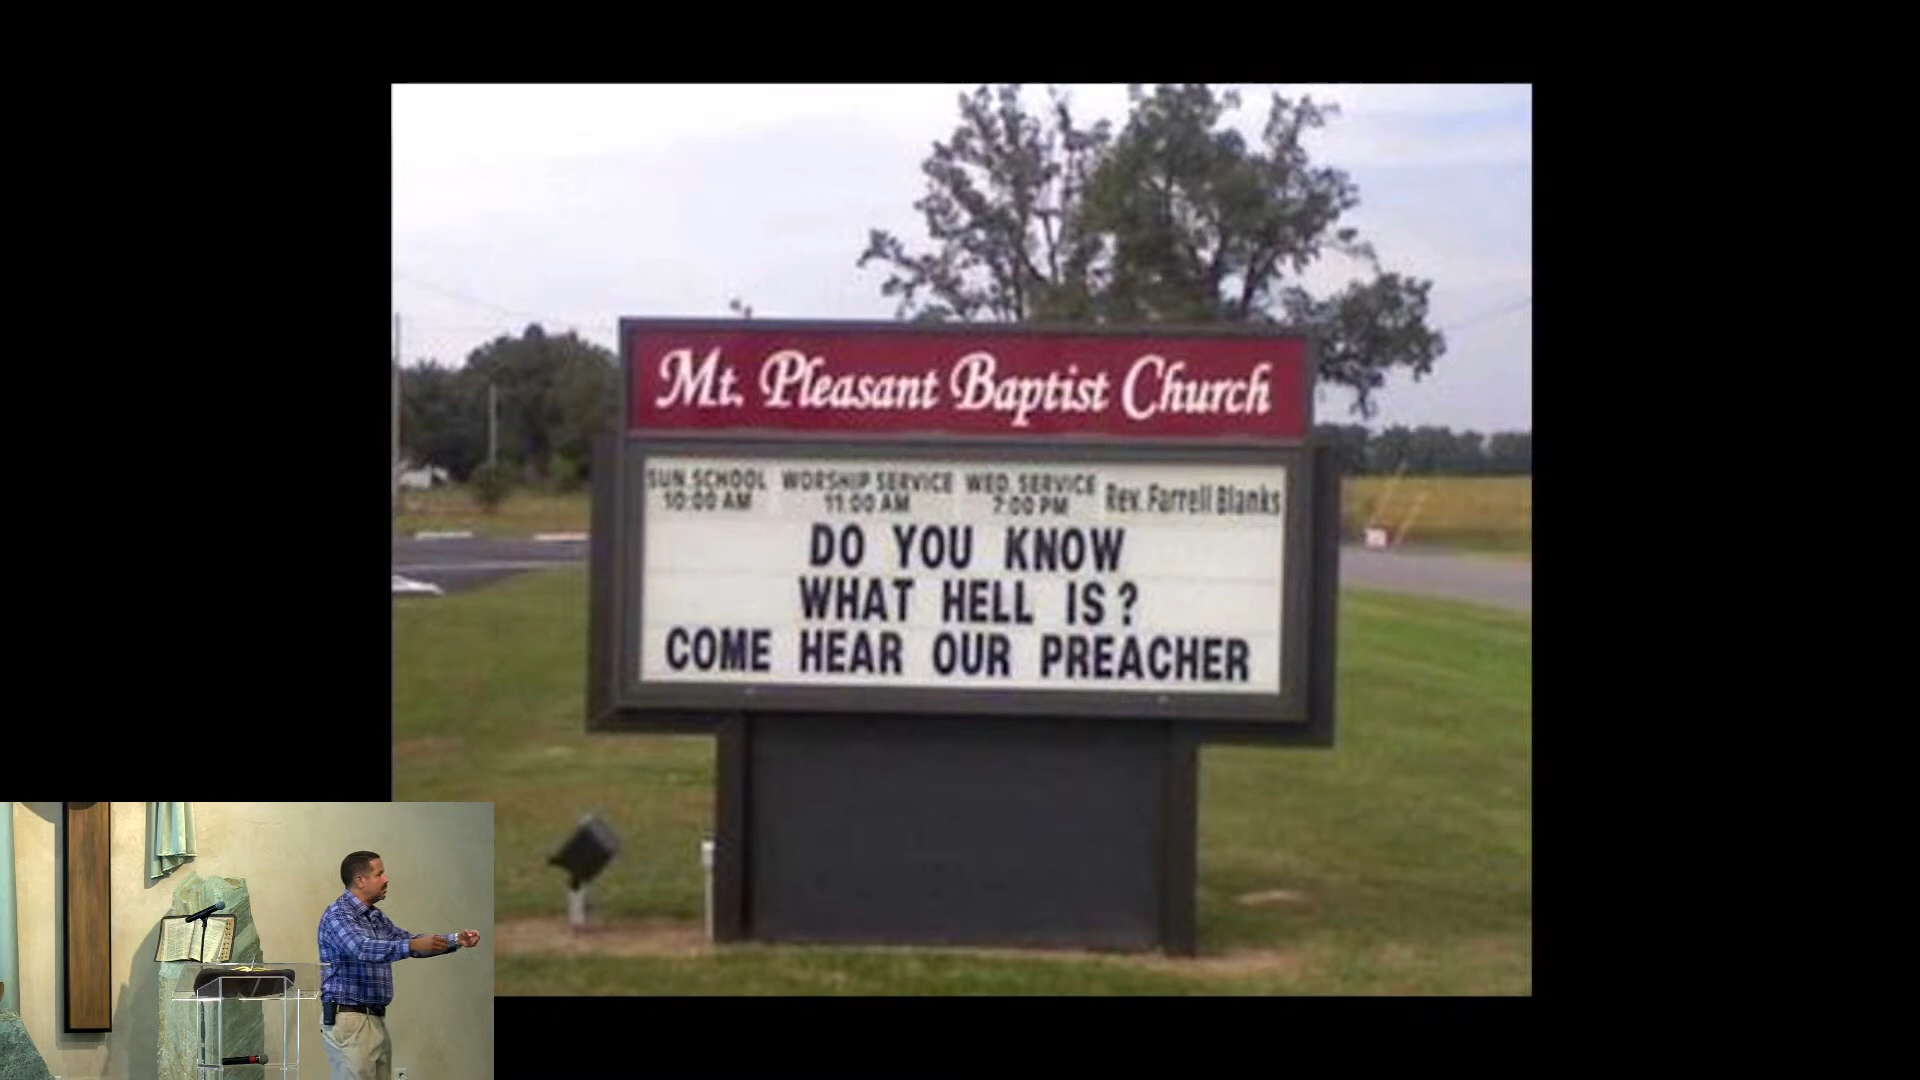 Mt. Pleasant Baptist Church
SUN. SCHOOL WORSHIP SERVICE WED. SERVICE Rev. Farrell Blanks
10:00 AM 11:00 AM 7:00 PM
DO YOU KNOW
WHAT HELL IS?
COME HEAR OUR PREACHER